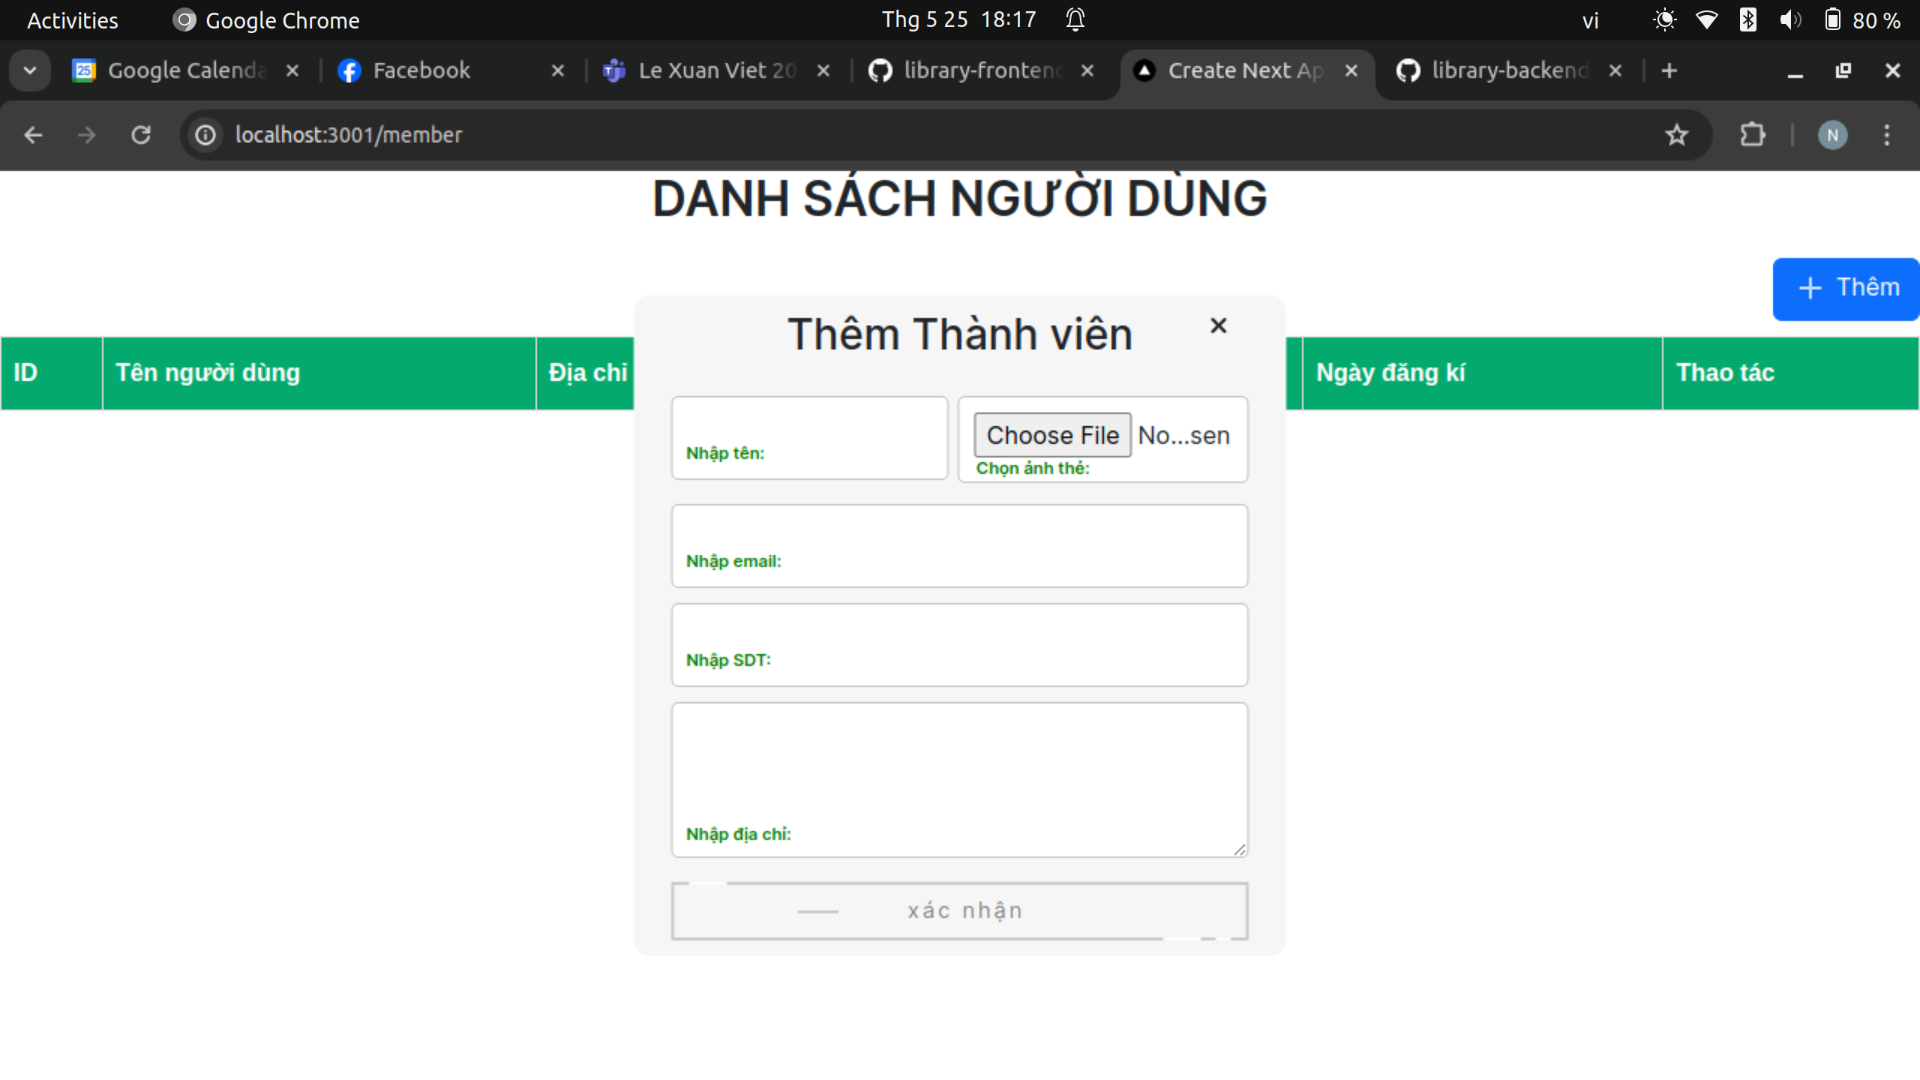 Activities Google Chrome Thg 5 25 18:17 vi 80 %
Google Calenda Facebook Le Xuan Viet 20 library-frontend Create Next Ap library-backend
localhost:3001/member N
DANH SÁCH NGƯỜI DÙNG
Thêm
Thêm Thành viên
ID Tên người dùng Địa chỉ Ngày đăng kí Thao tác
Choose File No...sen
Nhập tên: Chọn ảnh thẻ:
Nhập email:
Nhập SDT:
Nhập địa chỉ:
xác nhận